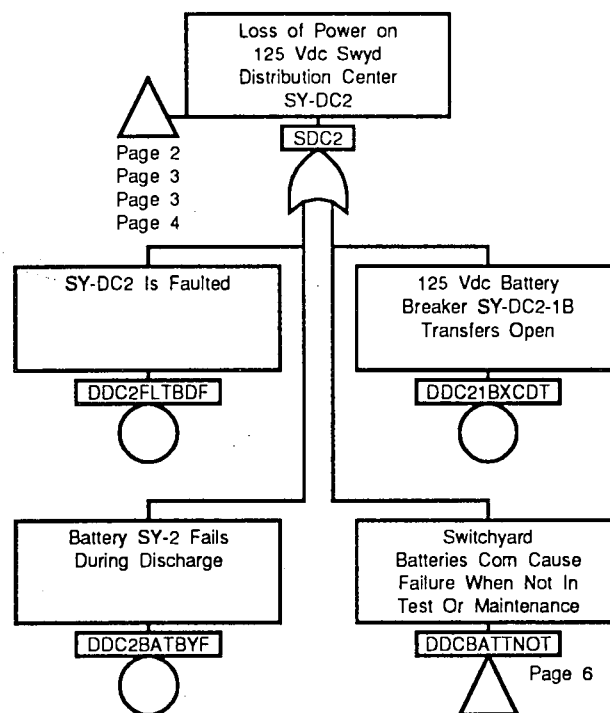 Loss of Power on
125 Vdc Swyd
Distribution Center
SY-DC2
SDC2
Page 2
Page 3
Page 3
Page 4
SY-DC2 Is Faulted
DDC2FLTBDF
125 Vdc Battery
Breaker SY-DC2-1B
Transfers Open
DDC21BXCDT
Battery SY-2 Fails
During Discharge
DDC2BATBYF
Switchyard
Batteries Com Cause
Failure When Not In
Test Or Maintenance
DDCBATTNOT
Page 6